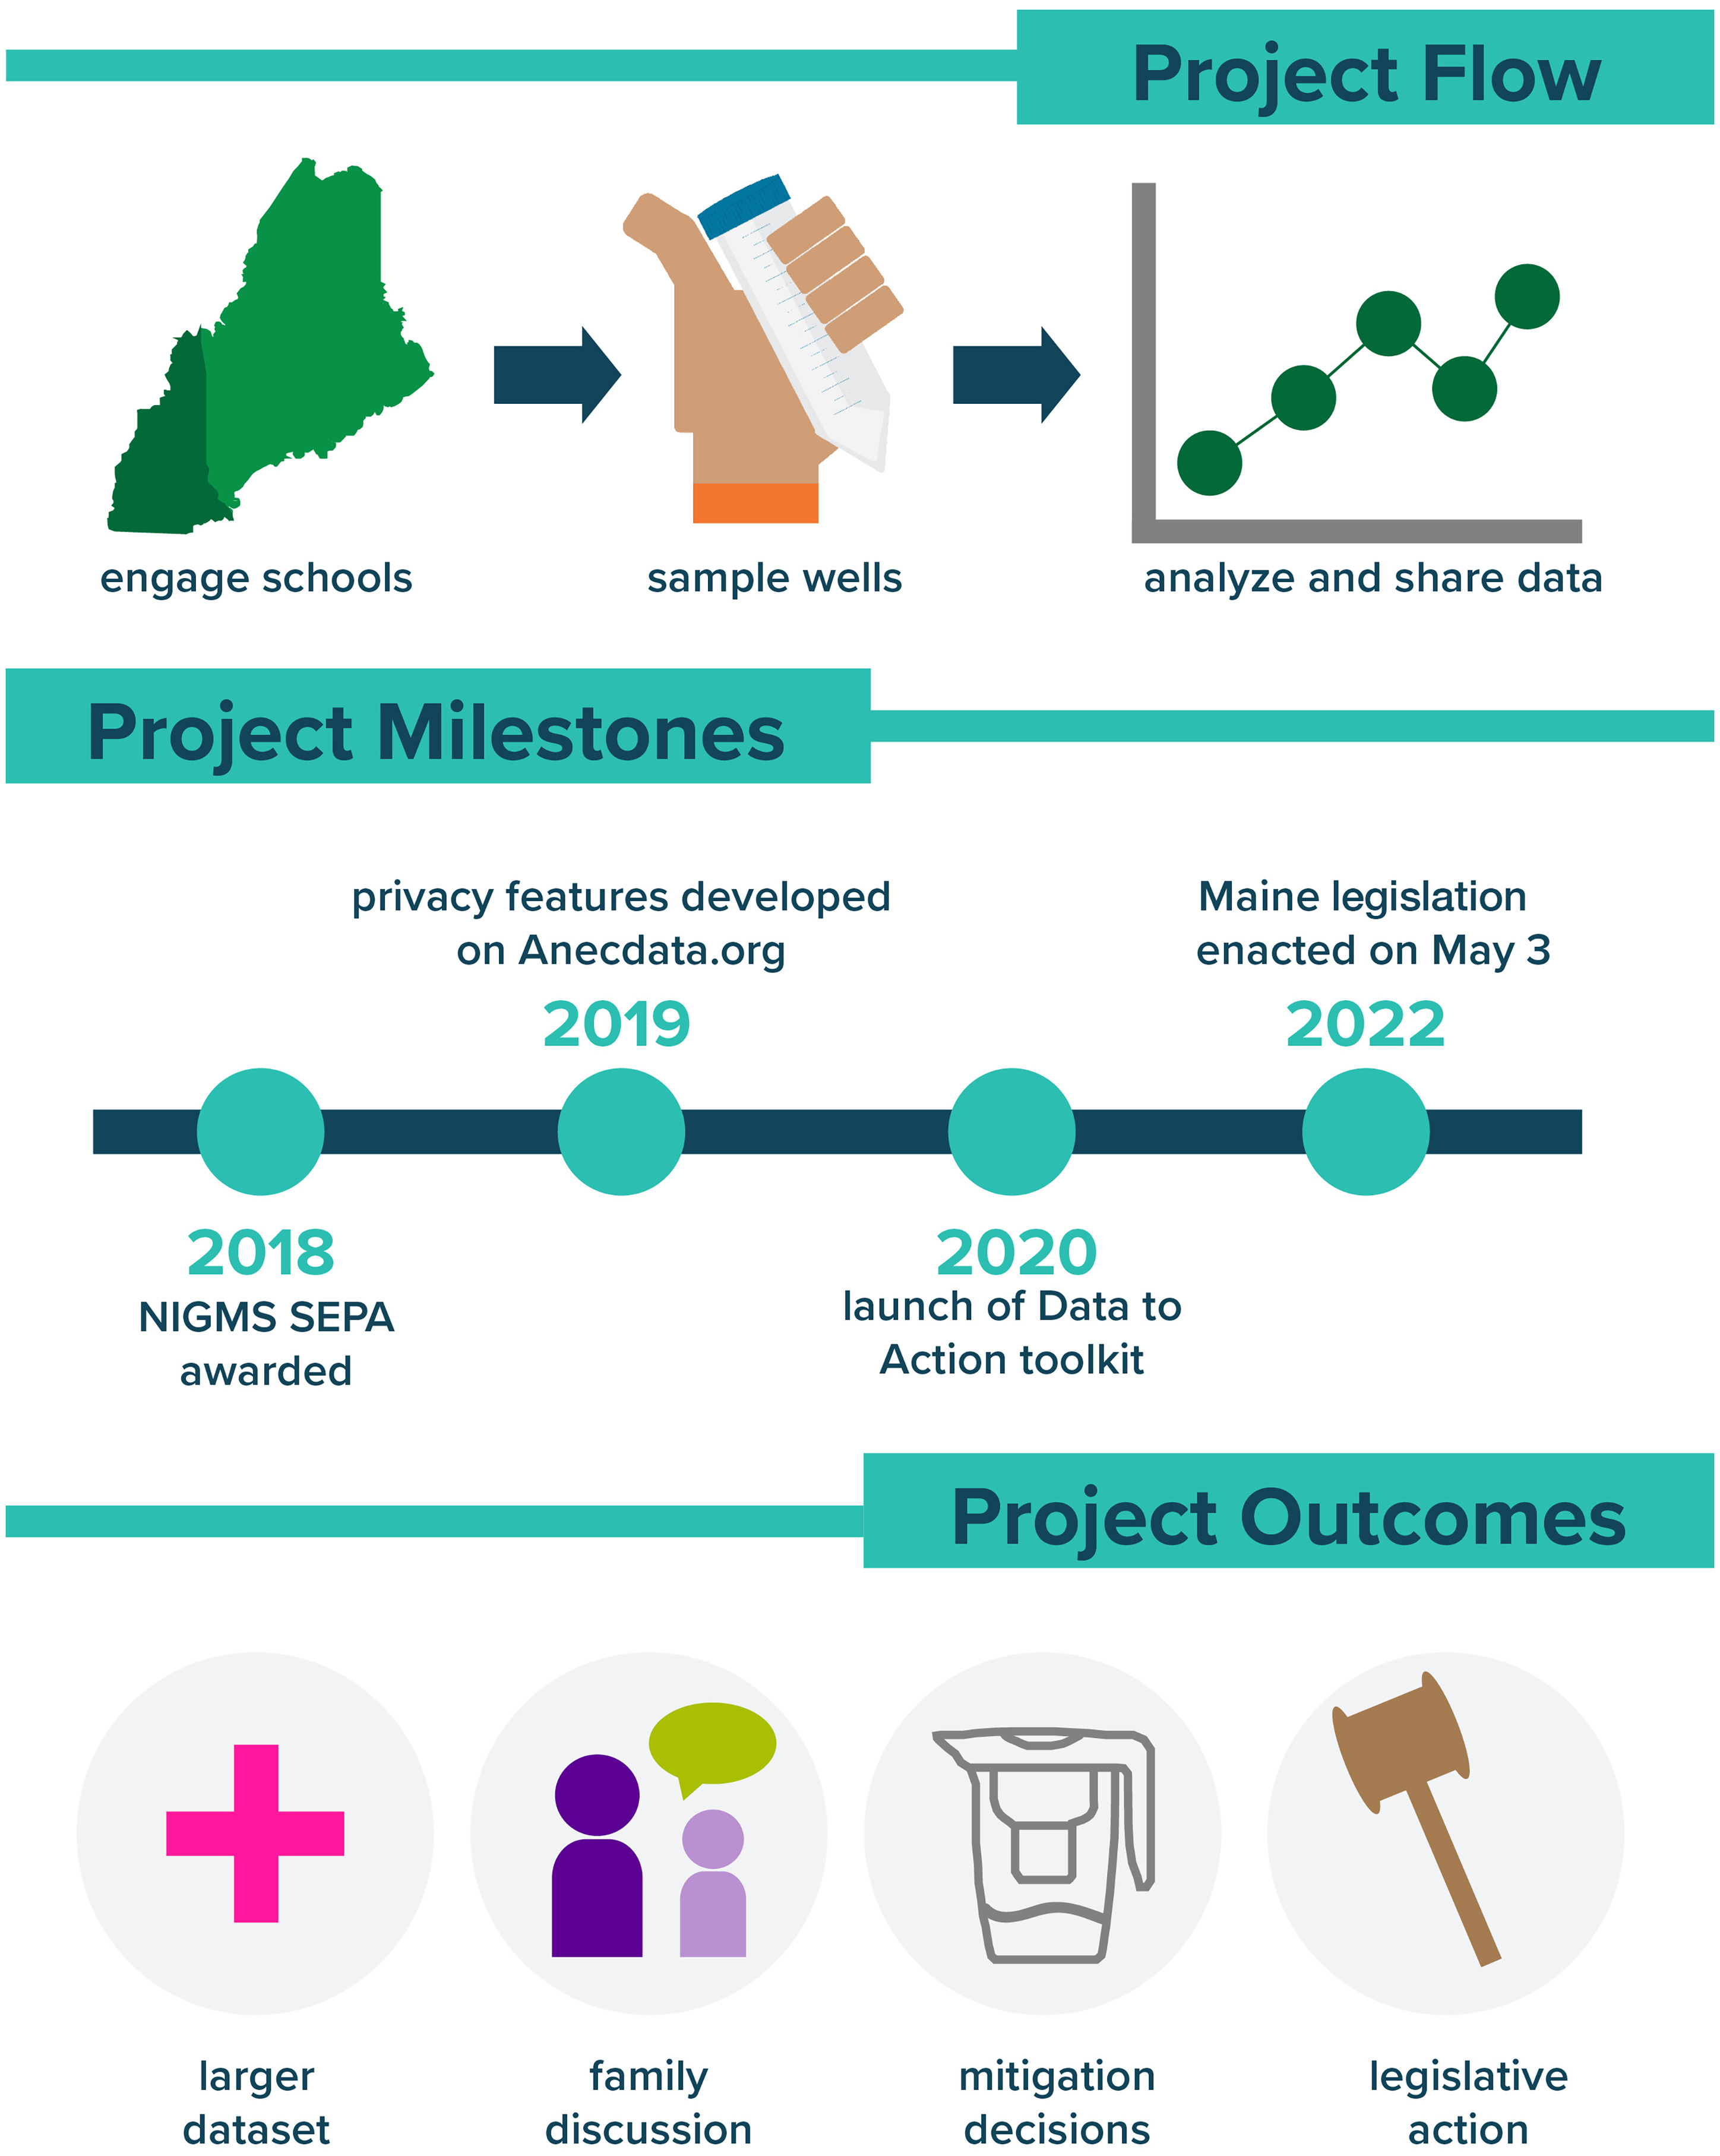 Project Flow
engage schools
sample wells
analyze and share data
Project Milestones
privacy features developed
on Anecdata.org
2019
Maine legislation
enacted on May 3
2022
2018
NIGMS SEPA
awarded
2020
launch of Data to
Action toolkit
Project Outcomes
larger
dataset
family
discussion
mitigation
decisions
legislative
action